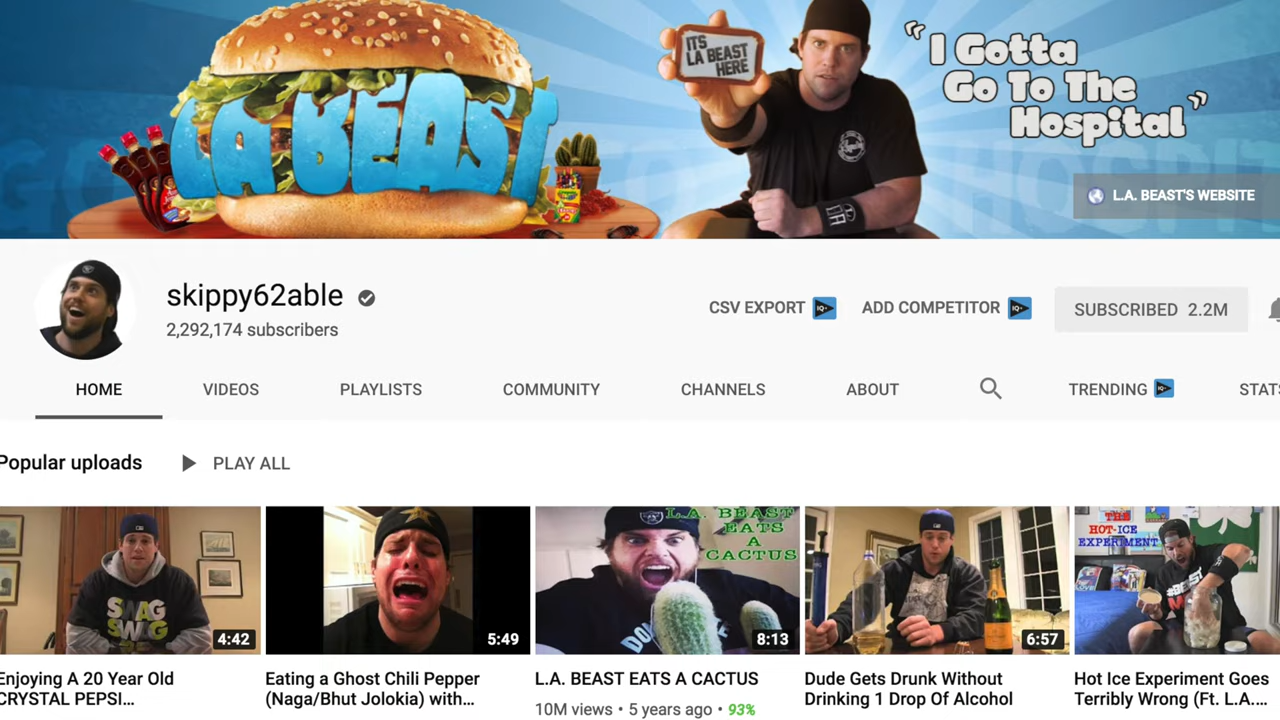 LA BEAST
ITS
LA BEAST
HERE
“I Gotta
Go To The
Hospital”
L.A. BEAST'S WEBSITE
skippy62able
2,292,174 subscribers
CSV EXPORT IQ+ ADD COMPETITOR IQ+ SUBSCRIBED 2.2M
HOME VIDEOS PLAYLISTS COMMUNITY CHANNELS ABOUT TRENDING IQ+ STATS
Popular uploads PLAY ALL
SWAG
SWAG
4:42
5:49
L.A. BEAST
EATS
A
CACTUS
8:13
6:57
THE
HOT-ICE
EXPERIMENT
Enjoying A 20 Year Old
CRYSTAL PEPSI...
Eating a Ghost Chili Pepper
(Naga/Bhut Jolokia) with...
L.A. BEAST EATS A CACTUS
10M views • 5 years ago • 93%
Dude Gets Drunk Without
Drinking 1 Drop Of Alcohol
Hot Ice Experiment Goes
Terribly Wrong (Ft. L.A....